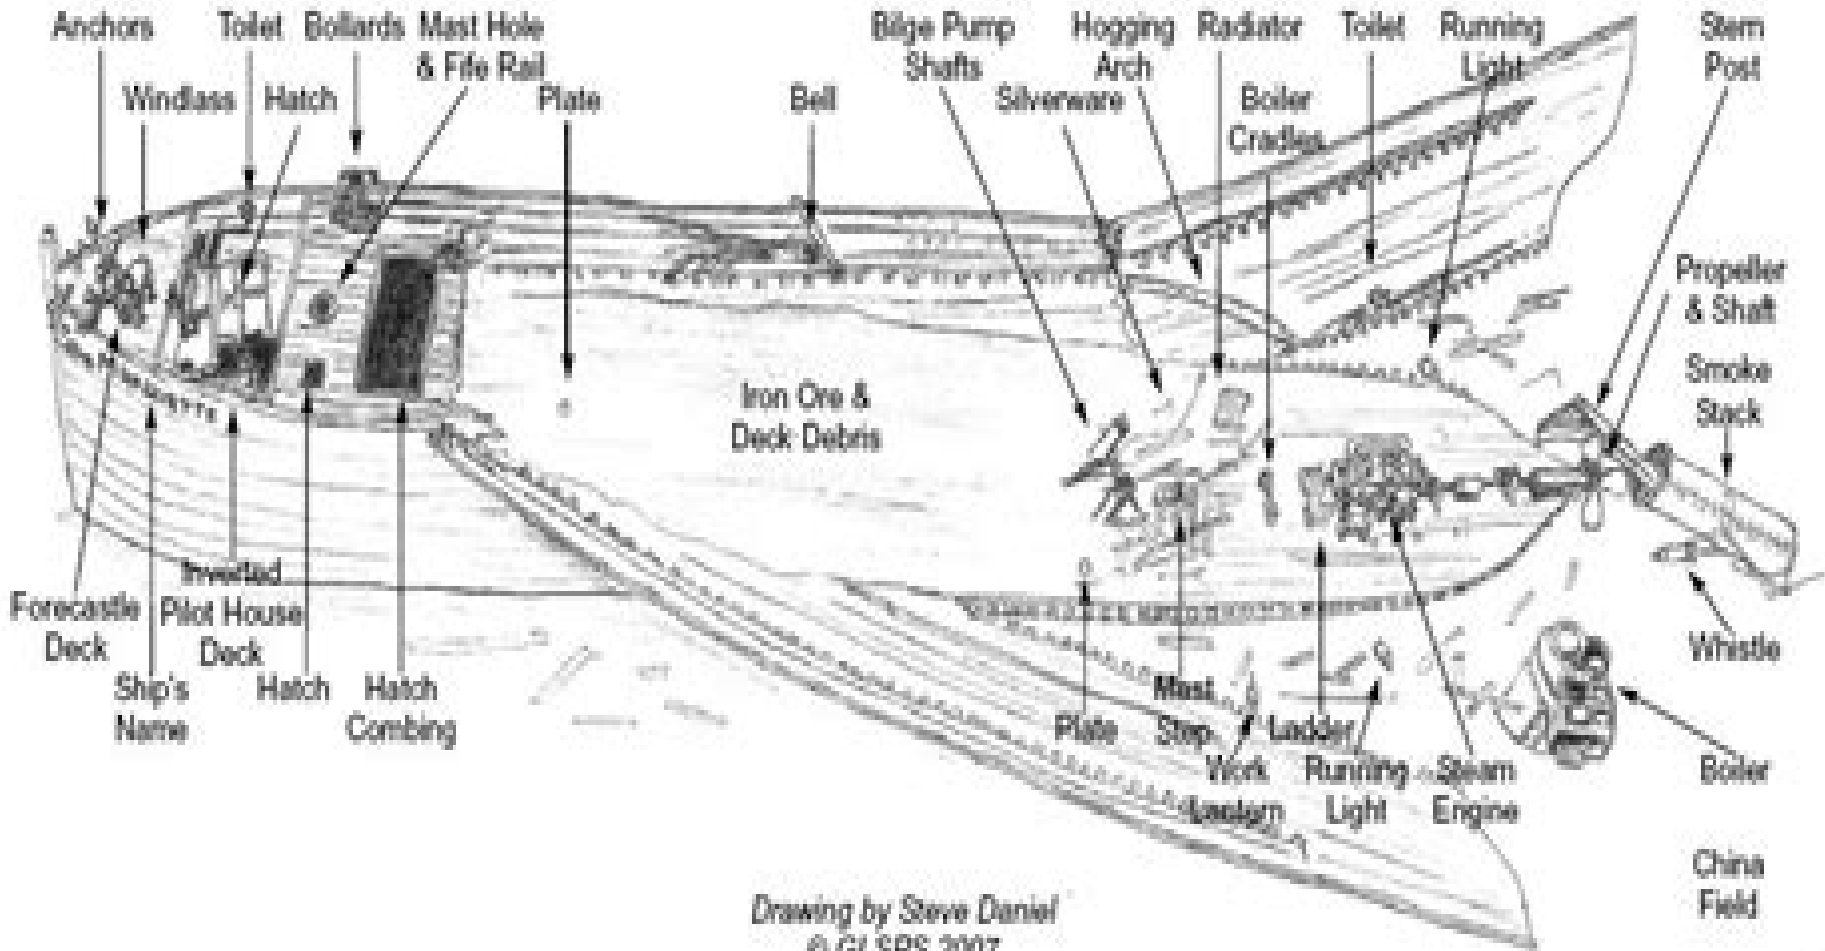 Anchors
Toilet
Bollards
Mast Hole
& Fife Rail
Bilge Pump
Shafts
Hogging
Arch
Radiator
Toilet
Running
Light
Stern
Post
Windlass
Hatch
Plate
Bell
Silverware
Boiler
Cradles
Propeller
& Shaft
Smoke
Stack
Iron Ore &
Deck Debris
Forecastle
Deck
Inverted
Pilot House
Deck
Ship's
Name
Hatch
Hatch
Combing
Whistle
Plate
Mast
Step
Ladder
Work
Lantern
Running
Light
Steam
Engine
Boiler
China
Field
Drawing by Steve Daniel
© GLSRS 2007